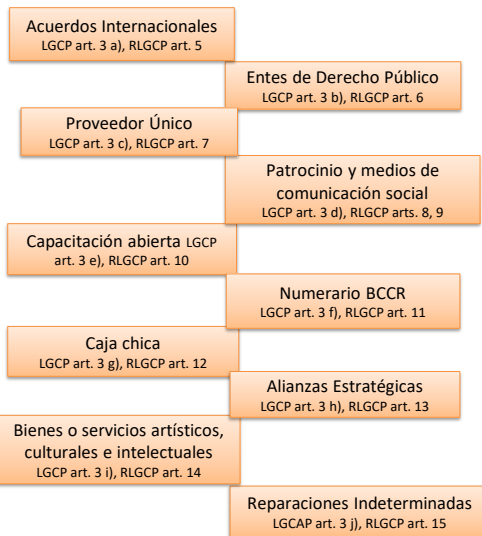 Acuerdos Internacionales
LGCP art. 3 a), RLGCP art. 5
Entes de Derecho Público
LGCP art. 3 b), RLGCP art. 6
Proveedor Único
LGCP art. 3 c), RLGCP art. 7
Patrocinio y medios de
comunicación social
LGCP art. 3 d), RLGCP arts. 8, 9
Capacitación abierta LGCP
art. 3 e), RLGCP art. 10
Numerario BCCR
LGCP art. 3 f), RLGCP art. 11
Caja chica
LGCP art. 3 g), RLGCP art. 12
Alianzas Estratégicas
LGCP art. 3 h), RLGCP art. 13
Bienes o servicios artísticos,
culturales e intelectuales
LGCP art. 3 i), RLGCP art. 14
Reparaciones Indeterminadas
LGCAP art. 3 j), RLGCP art. 15